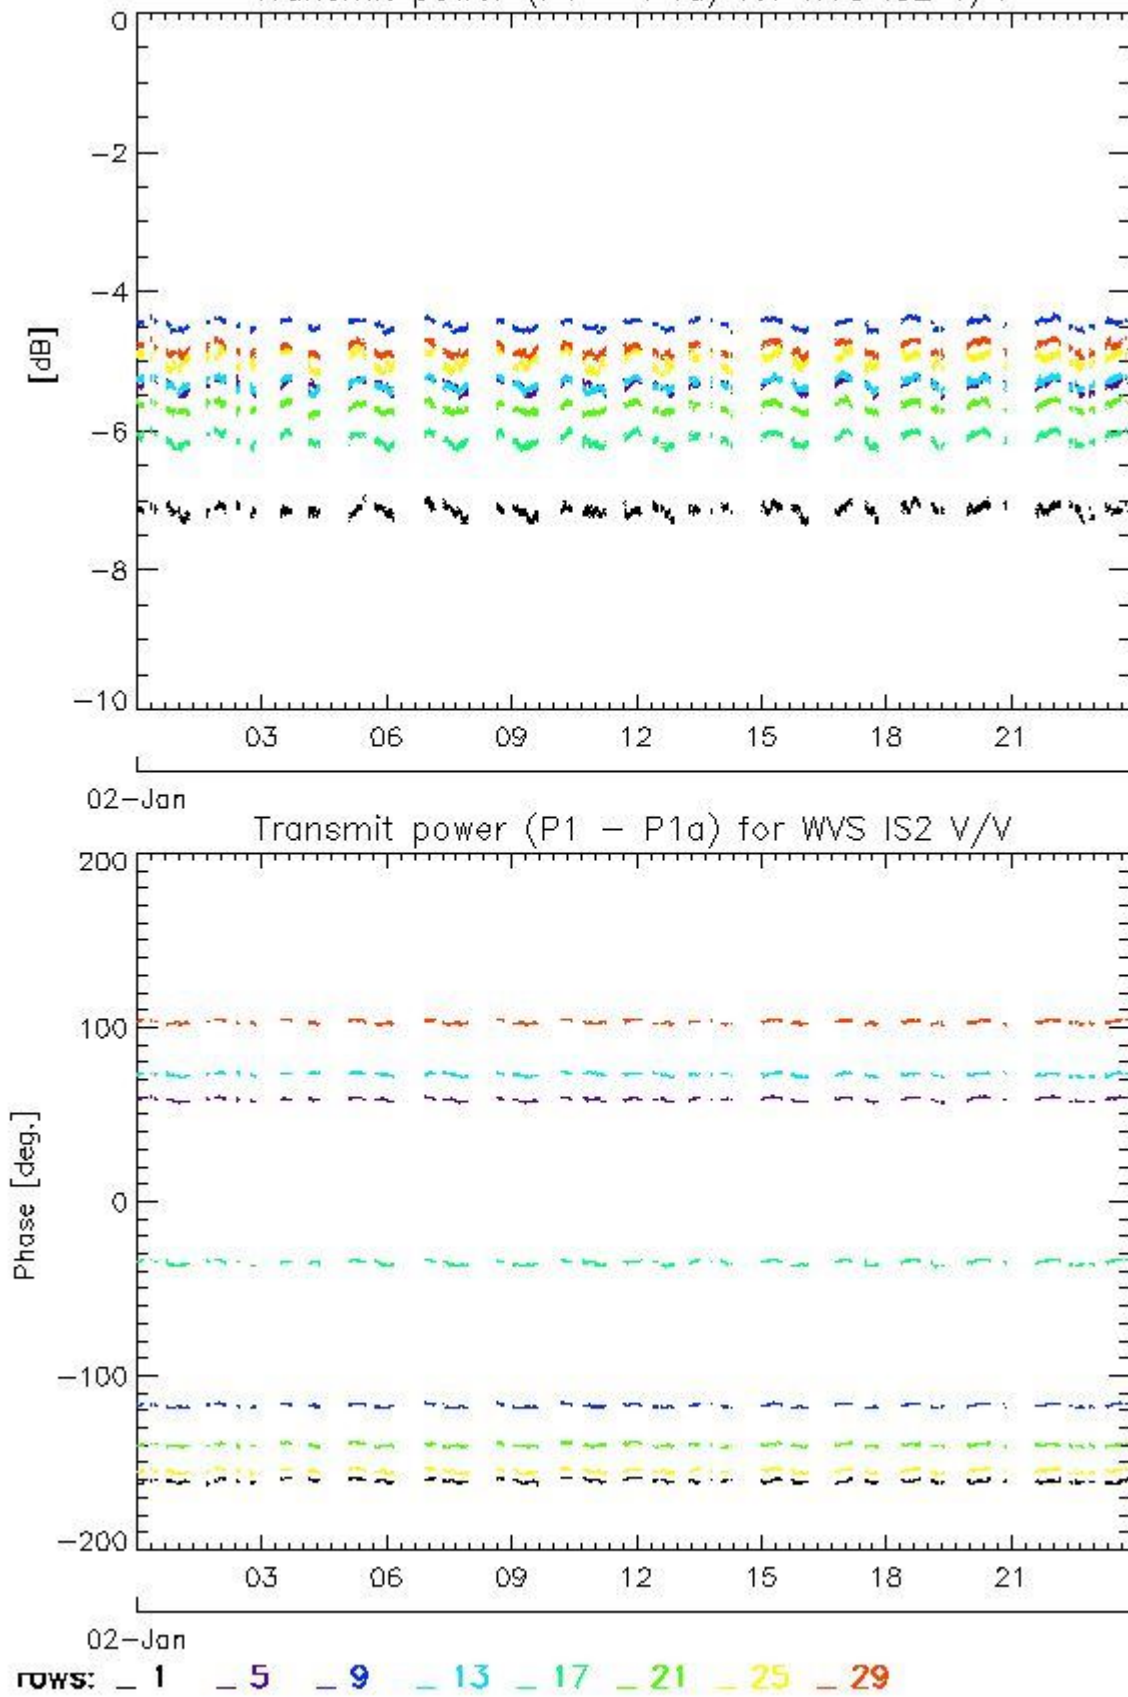 0
-2
-4
[dB]
-6
-8
-10
03 06 09 12 15 18 21
02-Jan
Transmit power (P1 - P1a) for WVS IS2 V/V
200
100
Phase [deg.]
0
-100
-200
03 06 09 12 15 18 21
02-Jan
rows: _ 1 _ 5 _ 9 _ 13 _ 17 _ 21 _ 25 _ 29